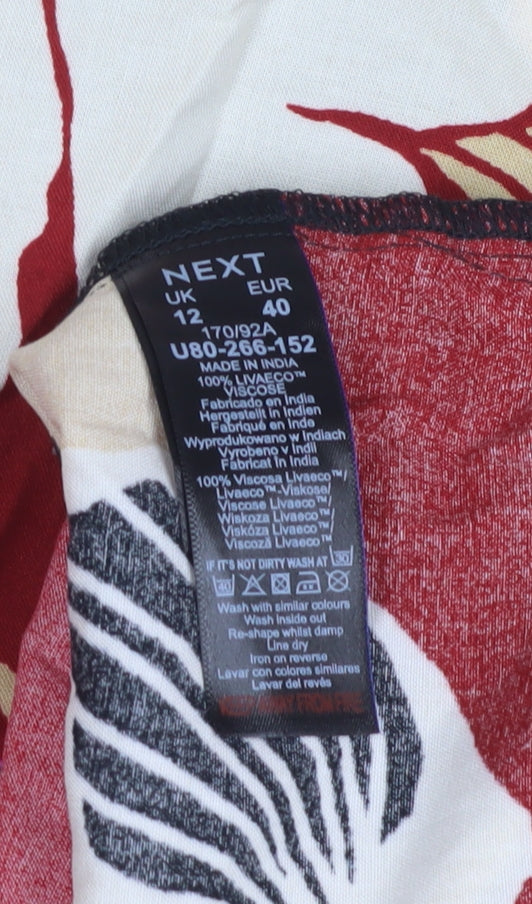 NEXT
UK EUR
12 40
170/92A
U80-266-152
MADE IN INDIA
100% LIVAECO™
VISCOSE
Fabricado en India
Hergestellt in Indien
Fabriqué en Inde
Wyprodukowano w Indiach
Vyrobeno v Indii
Fabricat în India
100% Viscosa Livaeco™/
Livaeco™-Viskose/
Viscose Livaeco™/
Wiskoza Livaeco™/
Viskóza Livaeco™/
Viscoză Livaeco™
IF IT'S NOT DIRTY WASH AT 30
40
Wash with similar colours
Wash inside out
Re-shape whilst damp
Line dry
Iron on reverse
Lavar con colores similares
Lavar del revés
KEEP AWAY FROM FIRE